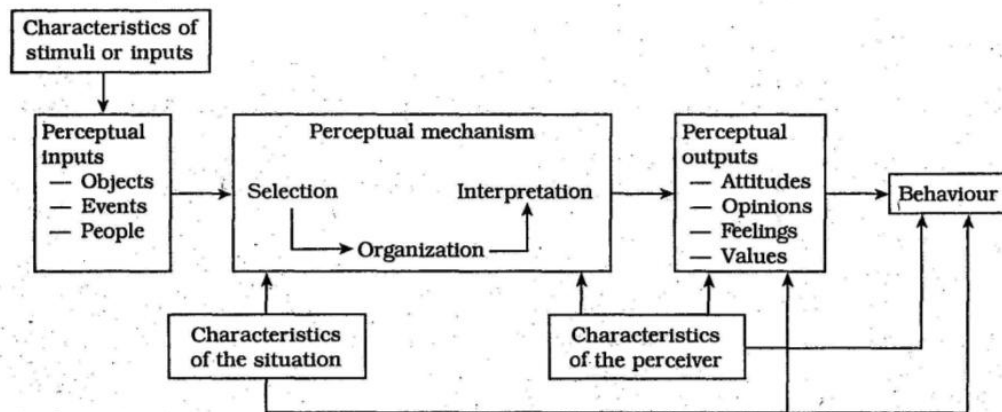 Characteristics of
stimuli or inputs
Perceptual
inputs
— Objects
— Events
— People
Perceptual mechanism
Selection
Interpretation
Organization
Perceptual
outputs
— Attitudes
— Opinions
— Feelings
— Values
Behaviour
Characteristics
of the situation
Characteristics
of the perceiver